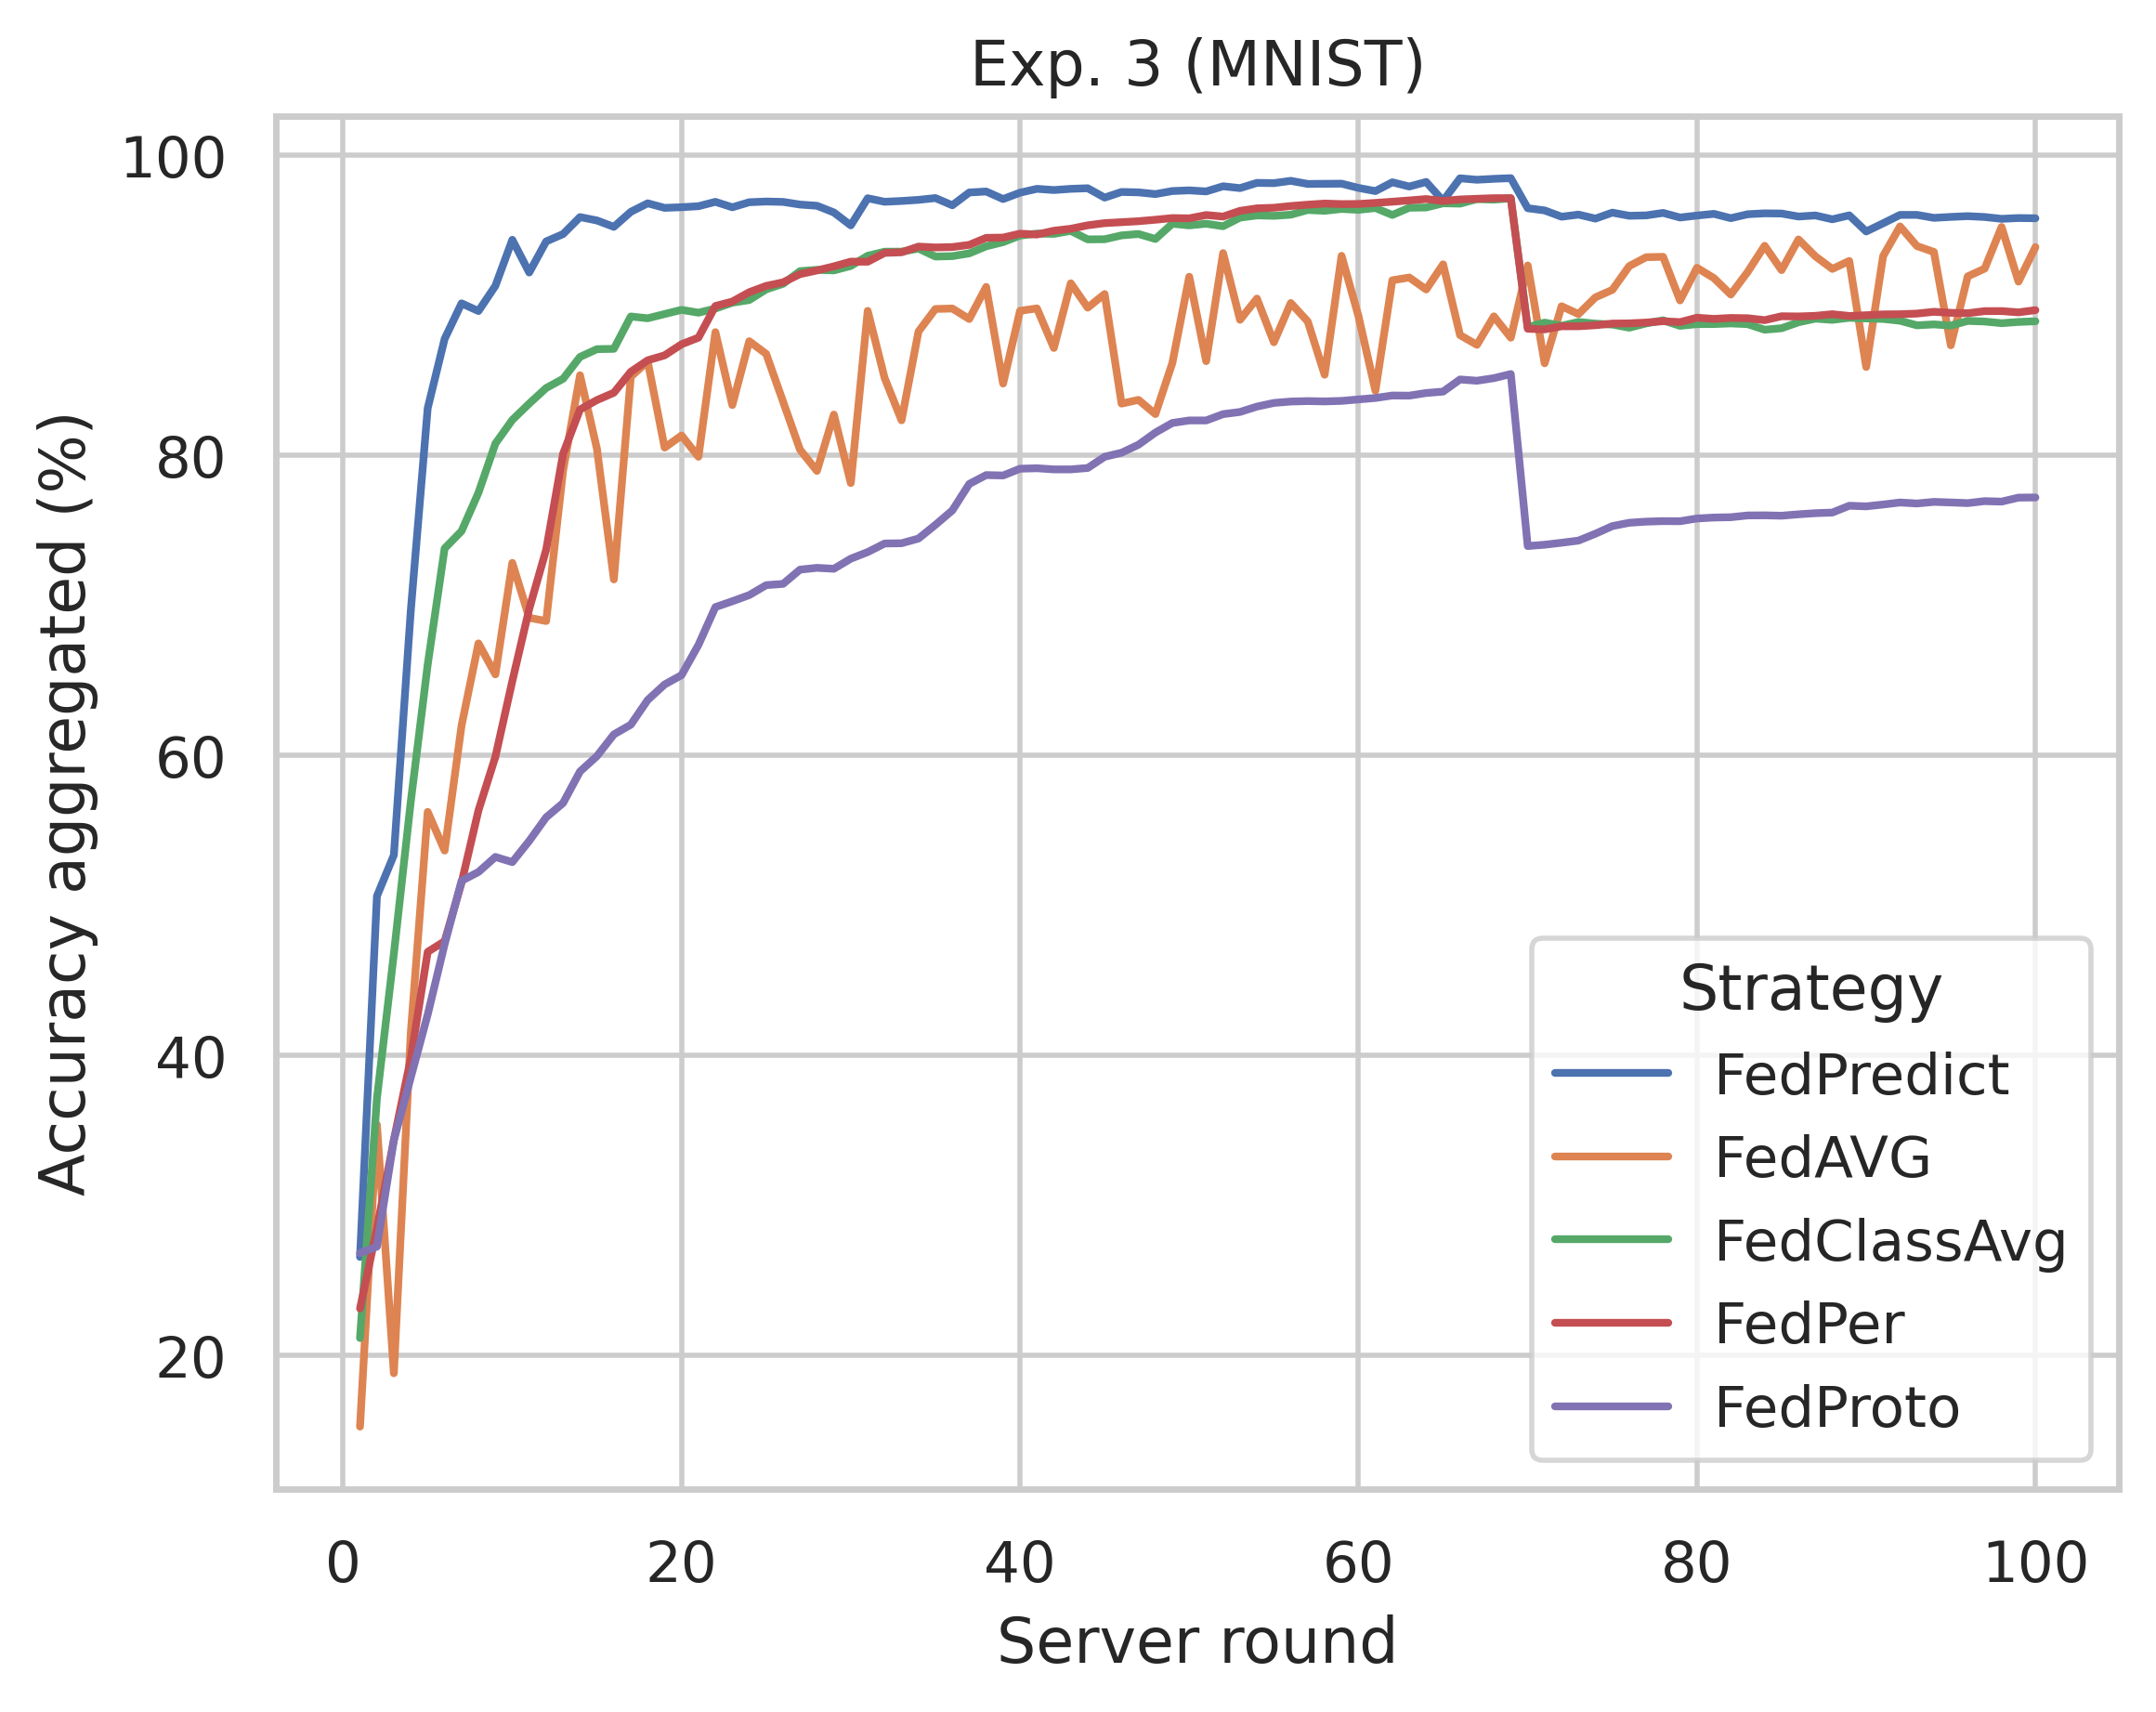 Exp. 3 (MNIST)
100
80
60
40
20
Accuracy aggregated (%)
0 20 40 60 80 100
Server round
Strategy
FedPredict
FedAVG
FedClassAvg
FedPer
FedProto